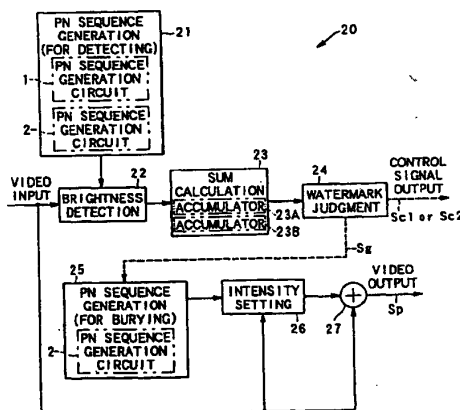 PN SEQUENCE
GENERATION
(FOR DETECTING)
21
20
1
PN SEQUENCE
GENERATION
CIRCUIT
2
PN SEQUENCE
GENERATION
CIRCUIT
VIDEO
INPUT
22
BRIGHTNESS
DETECTION
23
SUM
CALCULATION
ACCUMULATOR
23A
ACCUMULATOR
23B
24
WATERMARK
JUDGMENT
CONTROL
SIGNAL
OUTPUT
Sc1 or Sc2
Sg
25
PN SEQUENCE
GENERATION
(FOR BURYING)
2
PN SEQUENCE
GENERATION
CIRCUIT
INTENSITY
SETTING
26
+
27
VIDEO
OUTPUT
Sp